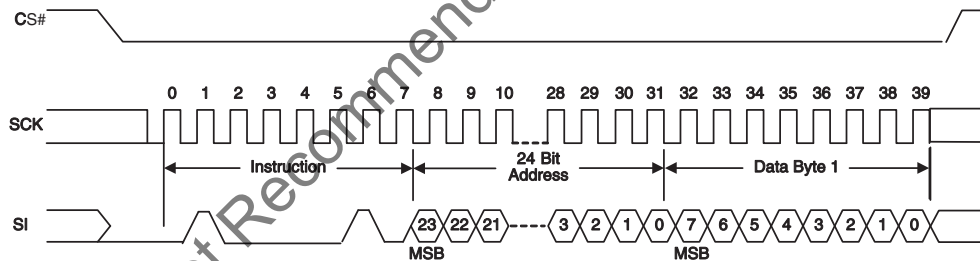 CS#
0 1 2 3 4 5 6 7 8 9 10 28 29 30 31 32 33 34 35 36 37 38 39
SCK
Instruction
24 Bit
Address
Data Byte 1
SI
23 22 21 3 2 1 0 7 6 5 4 3 2 1 0
MSB MSB